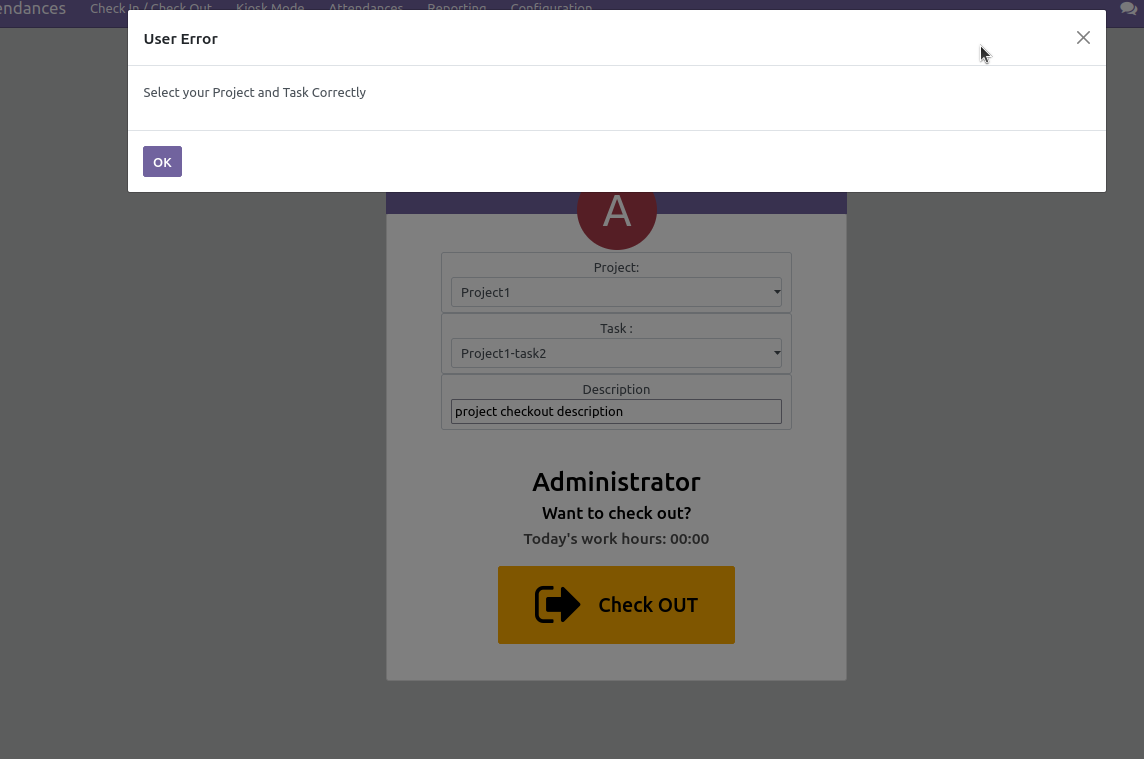 endances Check In / Check Out Kiosk Mode Attendances Reporting Configuration
User Error
Select your Project and Task Correctly
OK
A
Project:
Project1
Task :
Project1-task2
Description
project checkout description
Administrator
Want to check out?
Today's work hours: 00:00
Check OUT